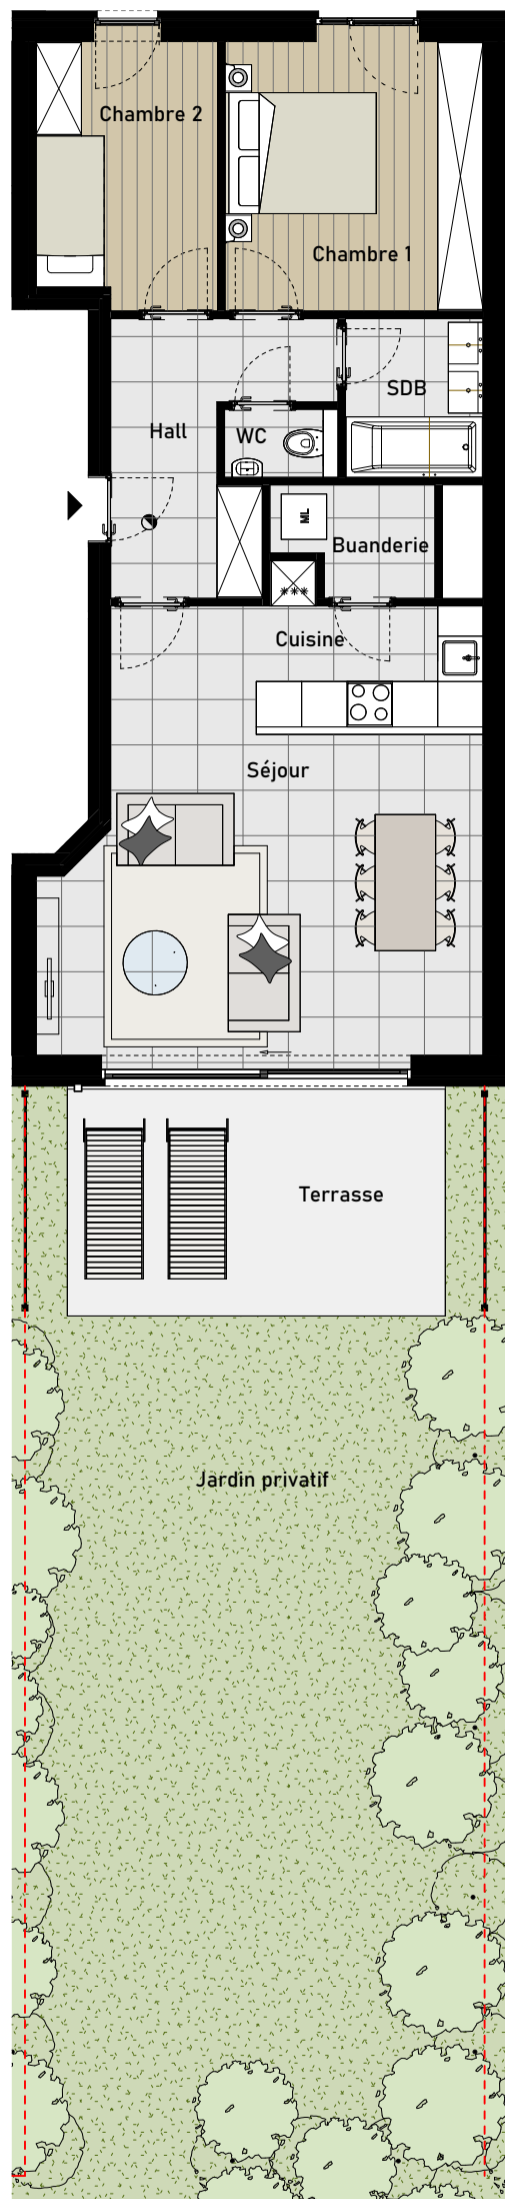 Chambre 2
Chambre 1
SDB
Hall
WC
ML
Buanderie
Cuisine
Séjour
Terrasse
Jardin privatif